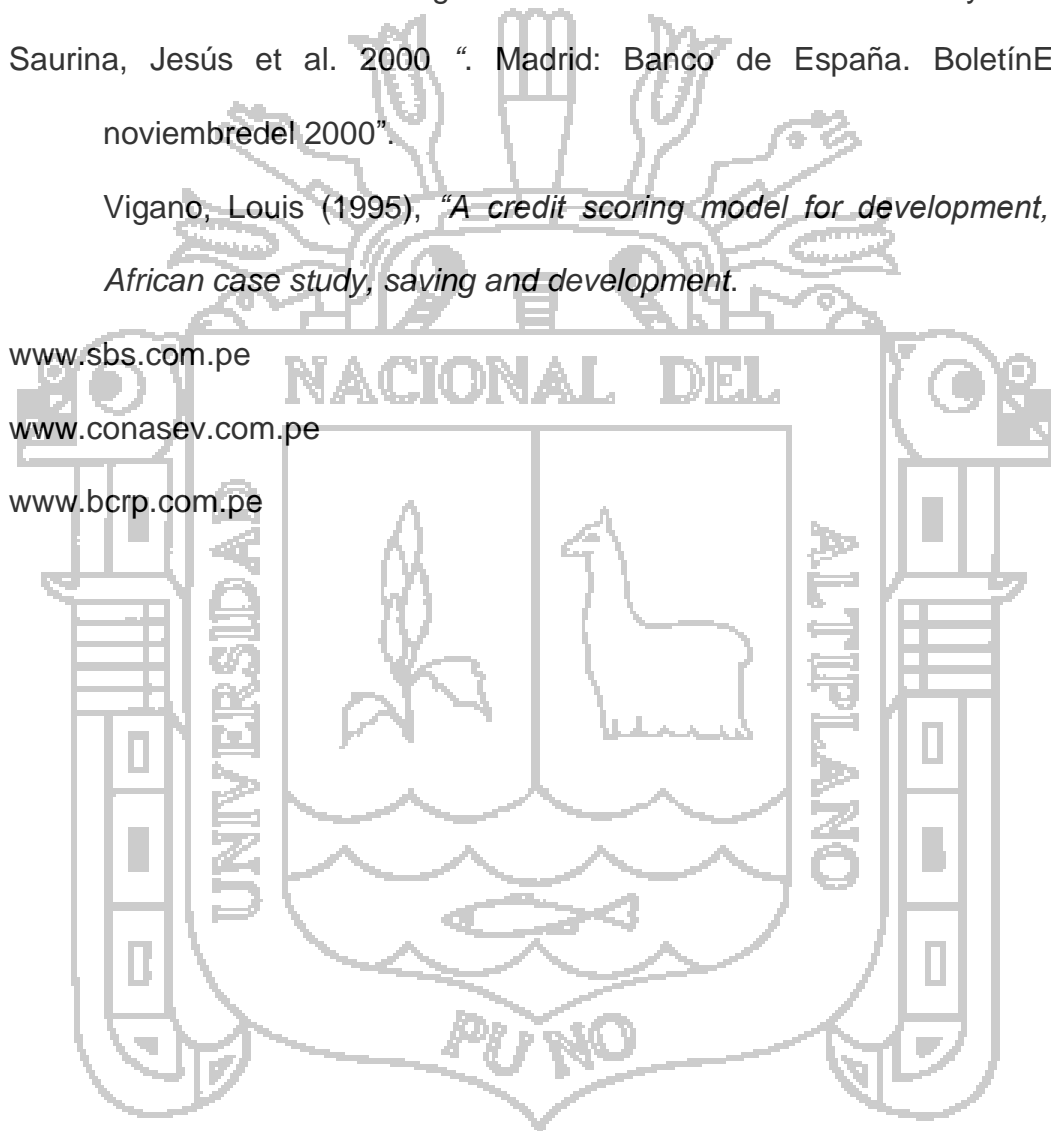 Saurina, Jesús et al. 2000 “. Madrid: Banco de España. BoletínE
noviembredel 2000”.
Vigano, Louis (1995), “A credit scoring model for development,
African case study, saving and development.
www.sbs.com.pe
www.conasev.com.pe
www.bcrp.com.pe
NACIONAL DEL
UNIVERSIDAD
ALTIPLANO
PUNO